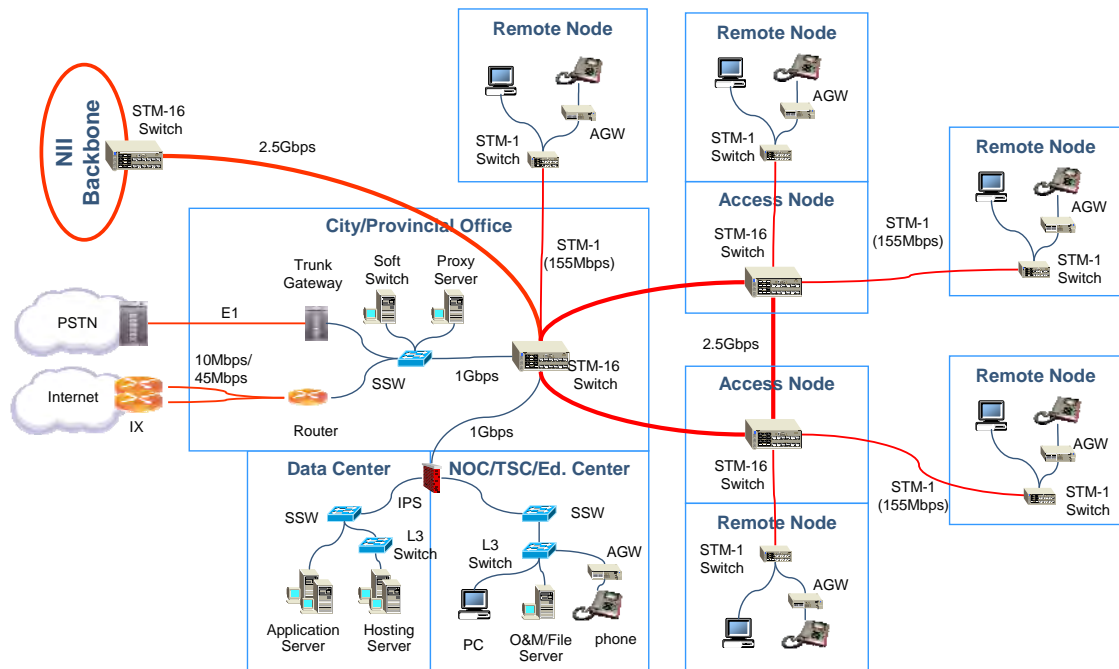 Remote Node
AGW
STM-1
Switch
Remote Node
AGW
STM-1
Switch
NII
Backbone
STM-16
Switch
2.5Gbps
Remote Node
AGW
STM-1
Switch
Access Node
STM-16
Switch
STM-1
(155Mbps)
City/Provincial Office
STM-1
(155Mbps)
Trunk
Gateway
Soft
Switch
Proxy
Server
PSTN
E1
10Mbps/
45Mbps
SSW
1Gbps
STM-16
Switch
Internet
IX
Router
1Gbps
2.5Gbps
Access Node
STM-16
Switch
STM-1
(155Mbps)
Remote Node
AGW
STM-1
Switch
Data Center
IPS
SSW
L3
Switch
Application
Server
Hosting
Server
NOC/TSC/Ed. Center
SSW
L3
Switch
AGW
PC
O&M/File
Server
phone
Remote Node
STM-1
Switch
AGW